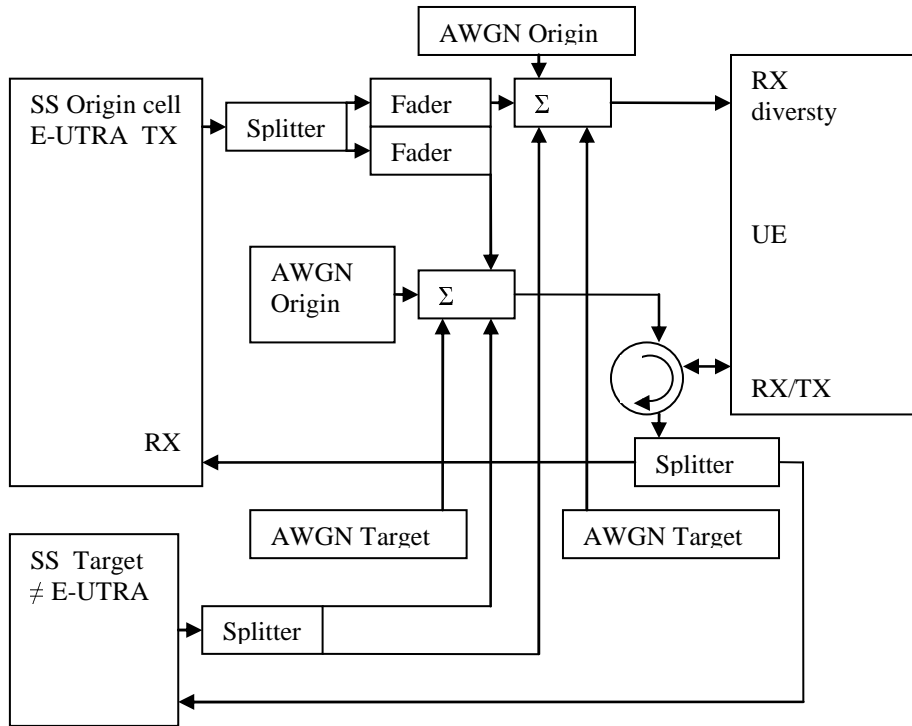 AWGN Origin
SS Origin cell
E-UTRA TX
Splitter
Fader
Fader
Σ
RX
diversty
UE
AWGN
Origin
Σ
RX/TX
RX
Splitter
AWGN Target
AWGN Target
SS Target
≠ E-UTRA
Splitter